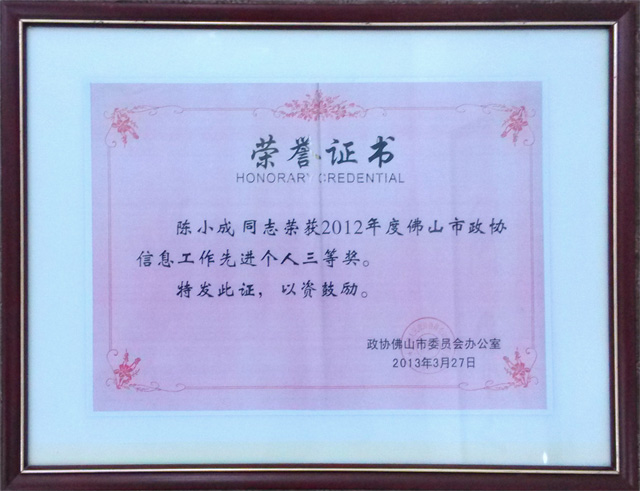 荣誉证书
HONORARY CREDENTIAL
陈小成同志荣获2012年度佛山市政协
信息工作先进个人三等奖。
特发此证，以资鼓励。
政协佛山市委员会办公室
2013年3月27日